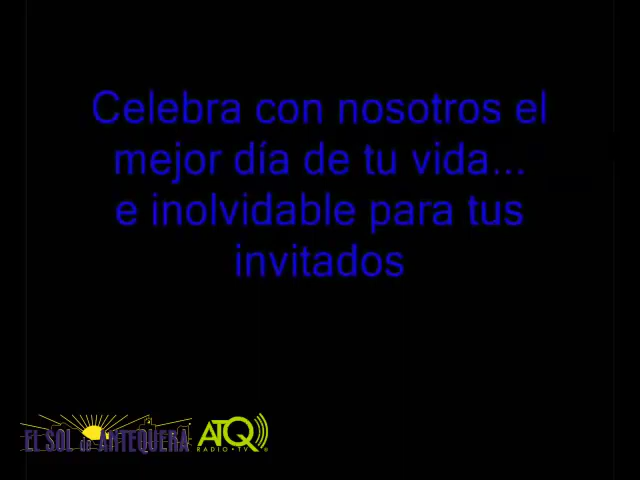 Celebra con nosotros el
mejor día de tu vida...
e inolvidable para tus
invitados
EL SOL de ANTEQUERA
ATQ
RADIO·TV